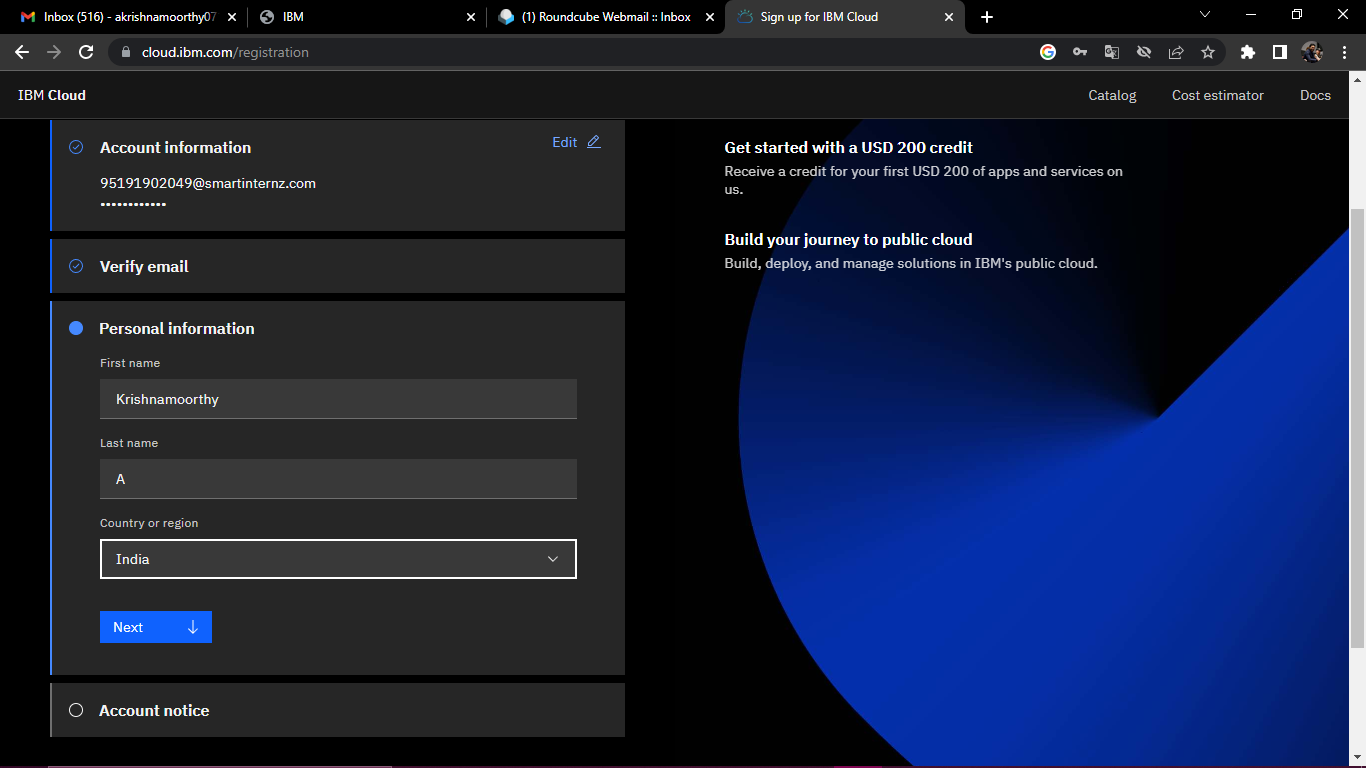 Inbox (516) - akrishnamoorthy07
IBM
(1) Roundcube Webmail :: Inbox
Sign up for IBM Cloud
cloud.ibm.com/registration
IBM Cloud
Catalog
Cost estimator
Docs
Account information
Edit
95191902049@smartinternz.com
••••••••••••
Verify email
Personal information
First name
Krishnamoorthy
Last name
A
Country or region
India
Next
Account notice
Get started with a USD 200 credit
Receive a credit for your first USD 200 of apps and services on
us.
Build your journey to public cloud
Build, deploy, and manage solutions in IBM's public cloud.